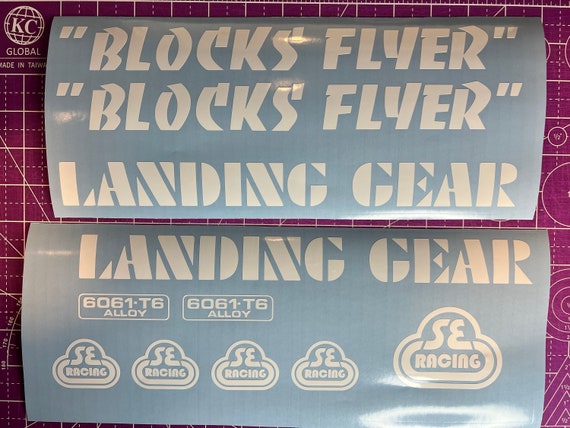 KC
GLOBAL
MADE IN TAIWAN
"BLOCKS FLYER"
"BLOCKS FLYER"
LANDING GEAR
LANDING GEAR
6061-T6 ALLOY
6061-T6 ALLOY
SE RACING
SE RACING
SE RACING
SE RACING
SE RACING